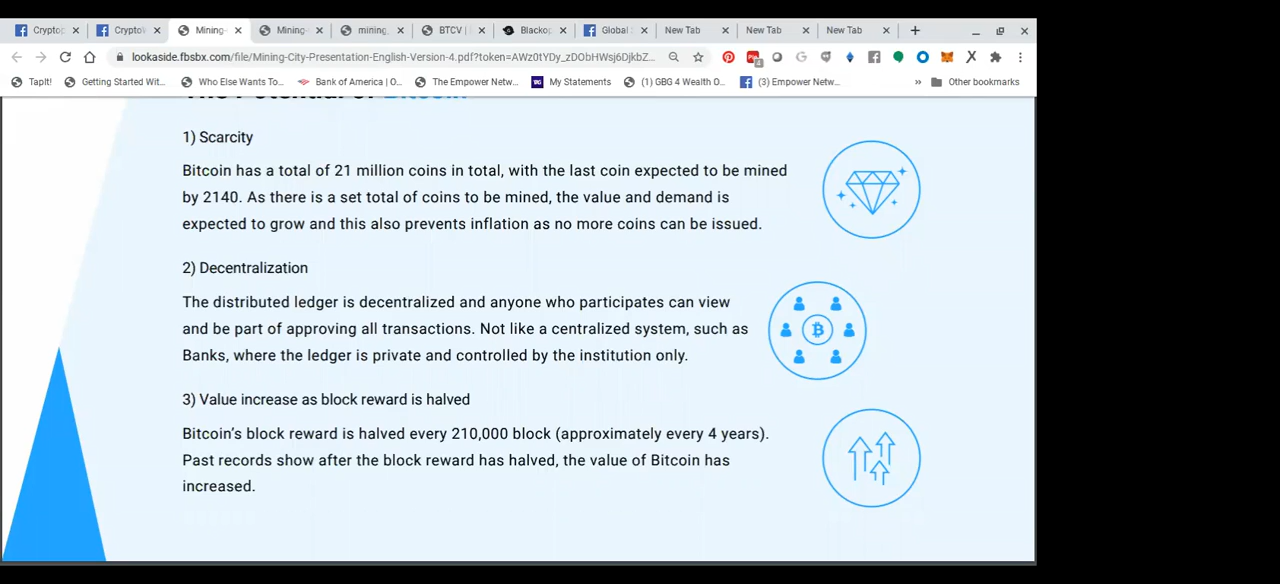 Crypto
Crypto
Mining-
Mining-
mining,
BTCV |
Blackop
Global
New Tab
New Tab
New Tab
lookaside.fbsbx.com/file/Mining-City-Presentation-English-Version-4.pdf?token=AWz0tYDy_zDObHWsj6DjkbZ...
TapIt!
Getting Started Wit...
Who Else Wants To...
Bank of America | O...
The Empower Netw...
My Statements
(1) GBG 4 Wealth O...
(3) Empower Netw...
»
Other bookmarks
The Potential of Bitcoin
1) Scarcity
Bitcoin has a total of 21 million coins in total, with the last coin expected to be mined
by 2140. As there is a set total of coins to be mined, the value and demand is
expected to grow and this also prevents inflation as no more coins can be issued.
2) Decentralization
The distributed ledger is decentralized and anyone who participates can view
and be part of approving all transactions. Not like a centralized system, such as
Banks, where the ledger is private and controlled by the institution only.
3) Value increase as block reward is halved
Bitcoin's block reward is halved every 210,000 block (approximately every 4 years).
Past records show after the block reward has halved, the value of Bitcoin has
increased.